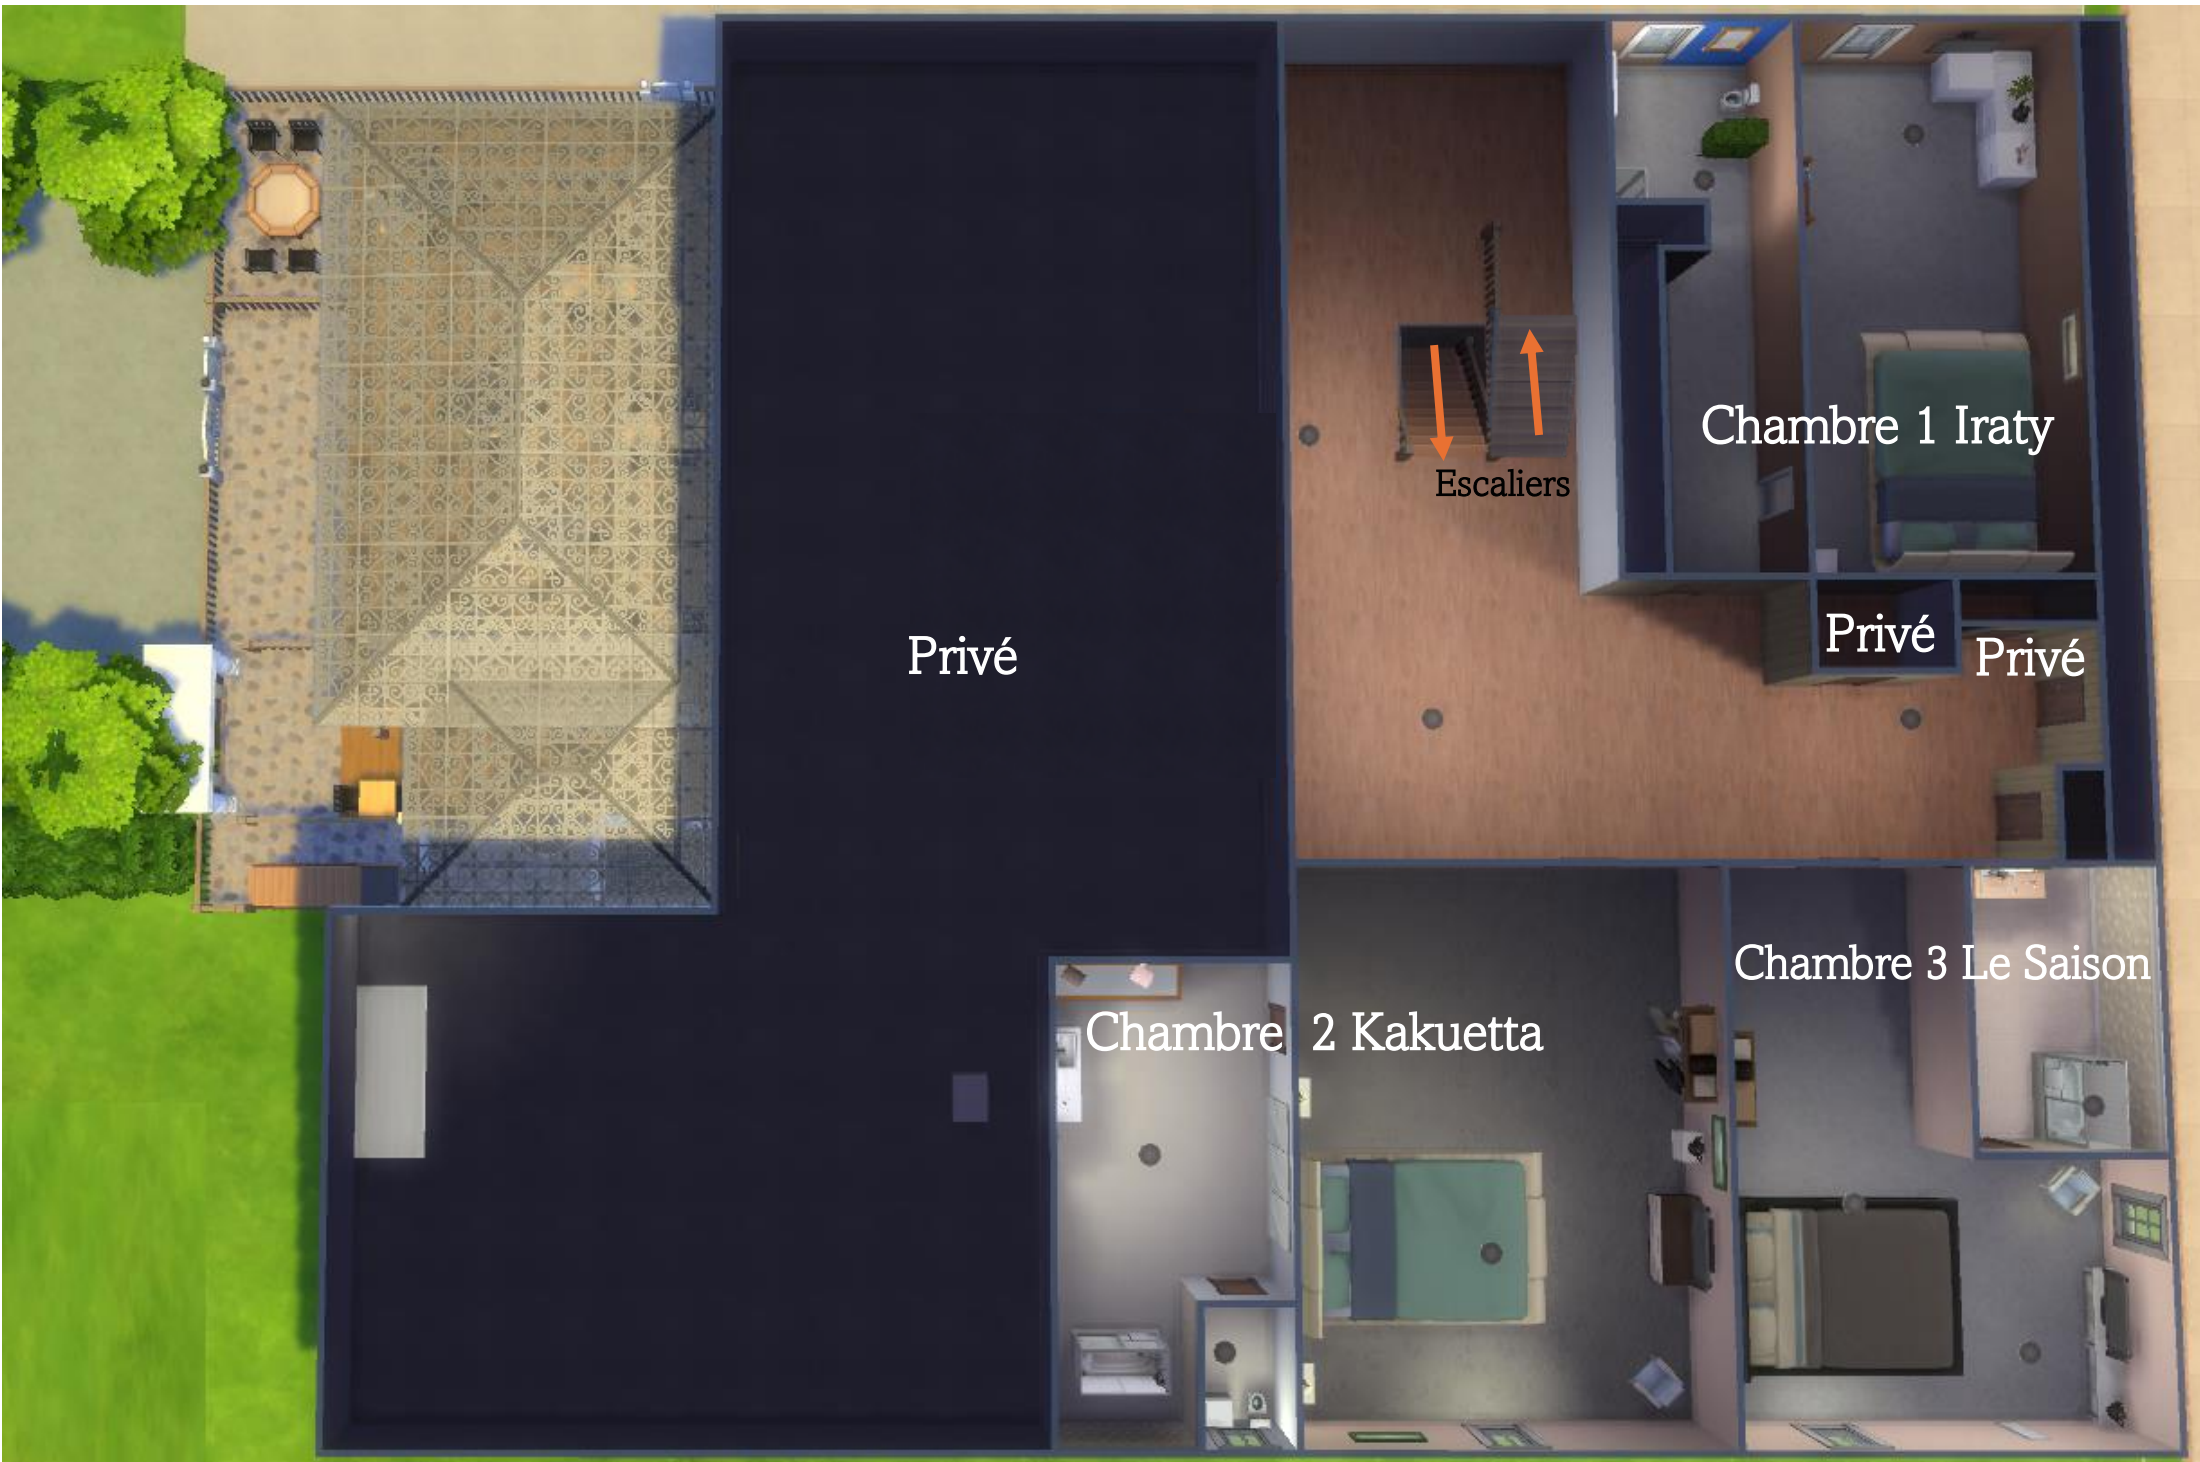 Chambre 1 Iraty
Escaliers
Privé
Privé
Privé
Chambre 3 Le Saison
Chambre 2 Kakuetta